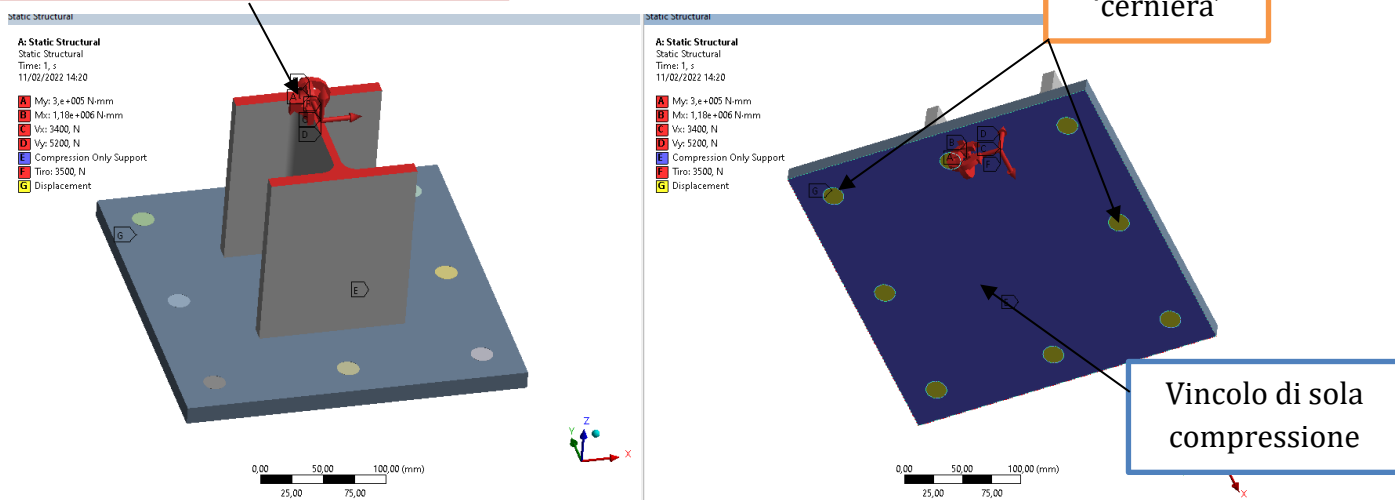 Static Structural
A: Static Structural
Static Structural
Time: 1, s
11/02/2022 14:20
A My: 3,e+005 N·mm
B Mx: 1,18e+006 N·mm
C Vx: 3400, N
D Vy: 5200, N
E Compression Only Support
F Tiro: 3500, N
G Displacement
A
D
G
E
Z
Y
X
0,00 50,00 100,00 (mm)
25,00 75,00
Static Structural
'cerniera'
A: Static Structural
Static Structural
Time: 1, s
11/02/2022 14:20
A My: 3,e+005 N·mm
B Mx: 1,18e+006 N·mm
C Vx: 3400, N
D Vy: 5200, N
E Compression Only Support
F Tiro: 3500, N
G Displacement
D
B
C
A
F
G
E
Vincolo di sola
compressione
0,00 50,00 100,00 (mm)
25,00 75,00
X